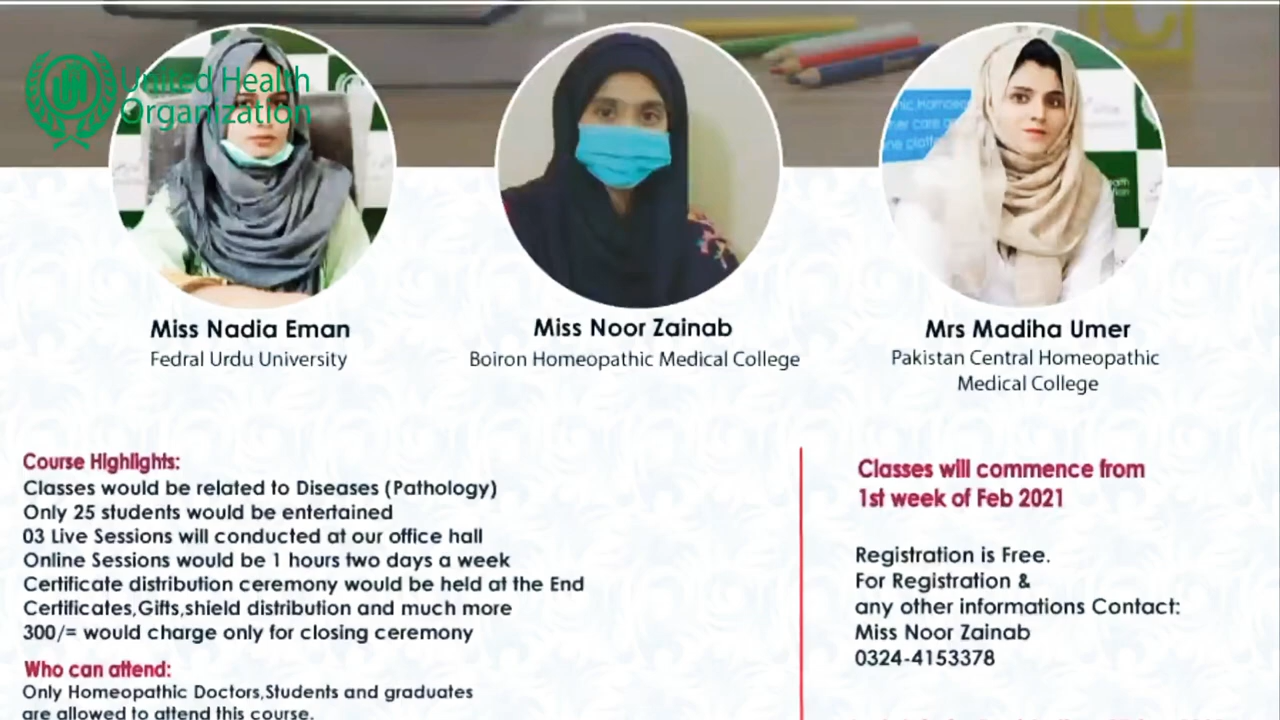 United Health
Organization
Miss Nadia Eman
Fedral Urdu University
Miss Noor Zainab
Boiron Homeopathic Medical College
Mrs Madiha Umer
Pakistan Central Homeopathic
Medical College
Course Highlights:
Classes would be related to Diseases (Pathology)
Only 25 students would be entertained
03 Live Sessions will conducted at our office hall
Online Sessions would be 1 hours two days a week
Certificate distribution ceremony would be held at the End
Certificates,Gifts,shield distribution and much more
300/= would charge only for closing ceremony
Who can attend:
Only Homeopathic Doctors,Students and graduates
are allowed to attend this course.
Classes will commence from
1st week of Feb 2021
Registration is Free.
For Registration &
any other informations Contact:
Miss Noor Zainab
0324-4153378